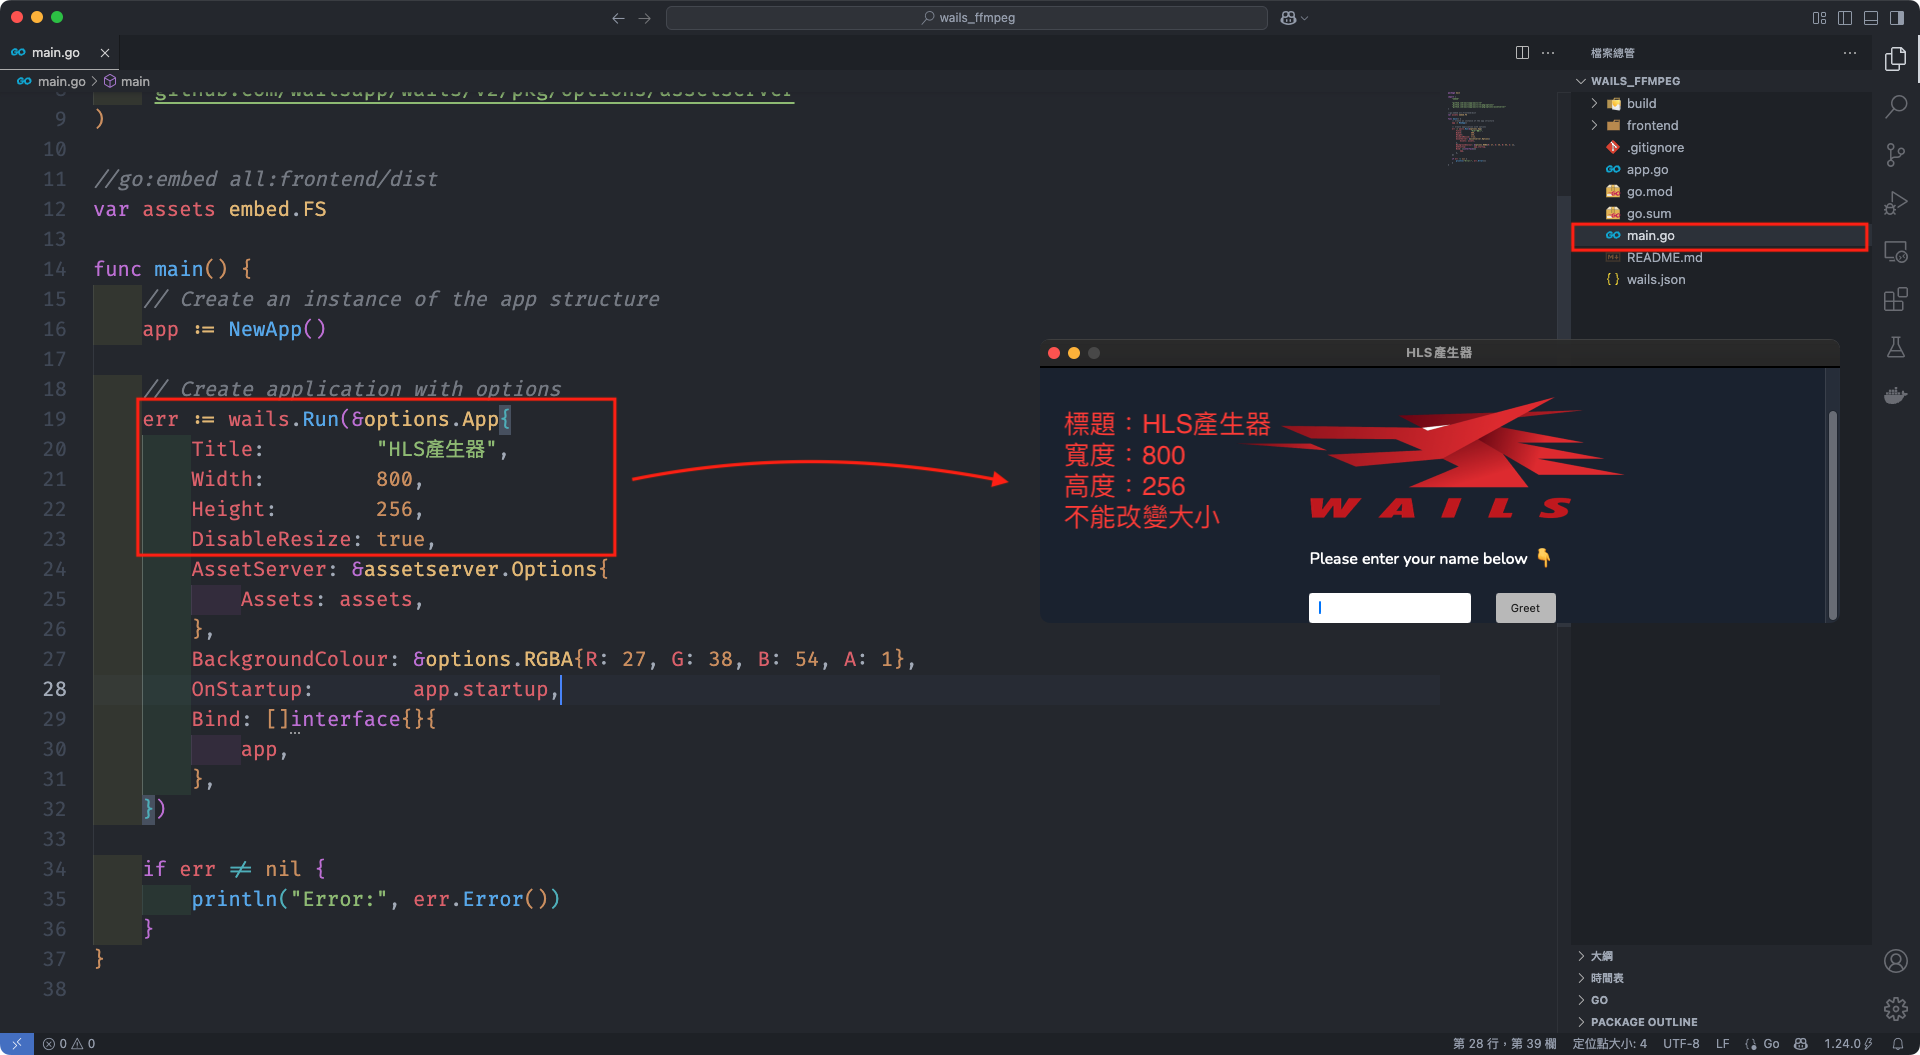 wails_ffmpeg
main.go
main.go
main
8 github.com/wailsapp/wails/v2/pkg/options/assetserver
9 )
10
11 //go:embed all:frontend/dist
12 var assets embed.FS
13
14 func main() {
15 // Create an instance of the app structure
16 app := NewApp()
17
18 // Create application with options
19 err := wails.Run(&options.App{
20 Title: "HLS產生器",
21 Width: 800,
22 Height: 256,
23 DisableResize: true,
24 AssetServer: &assetserver.Options{
25 Assets: assets,
26 },
27 BackgroundColour: &options.RGBA{R: 27, G: 38, B: 54, A: 1},
28 OnStartup: app.startup,
29 Bind: []interface{}{
30 app,
31 },
32 })
33
34 if err != nil {
35 println("Error:", err.Error())
36 }
37 }
38
HLS產生器
標題：HLS產生器
寬度：800
高度：256
不能改變大小
WAILS
Please enter your name below 👇
Greet
檔案總管
WAILS_FFMPEG
build
frontend
.gitignore
app.go
go.mod
go.sum
main.go
README.md
wails.json
大綱
時間表
GO
PACKAGE OUTLINE
0 0
第 28 行，第 39 欄 定位點大小: 4 UTF-8 LF Go 1.24.0